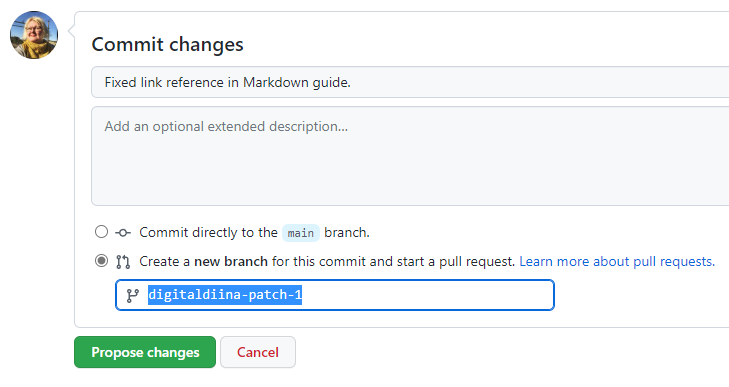 Commit changes
Fixed link reference in Markdown guide.
Add an optional extended description...
Commit directly to the main branch.
Create a new branch for this commit and start a pull request. Learn more about pull requests.
digitaldiina-patch-1
Propose changes
Cancel